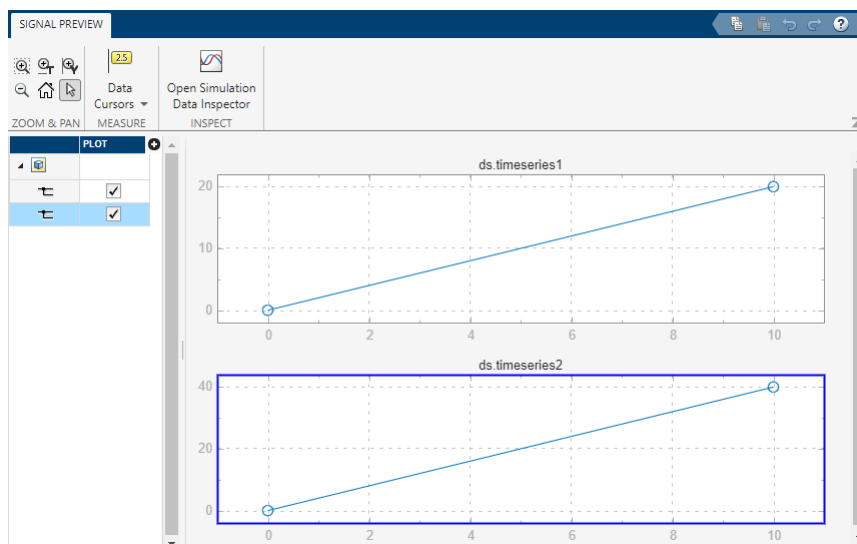 SIGNAL PREVIEW
?
2.5
Data
Cursors
Open Simulation
Data Inspector
ZOOM & PAN
MEASURE
INSPECT
PLOT
ds.timeseries1
20
10
0
0 2 4 6 8 10
ds.timeseries2
40
20
0
0 2 4 6 8 10